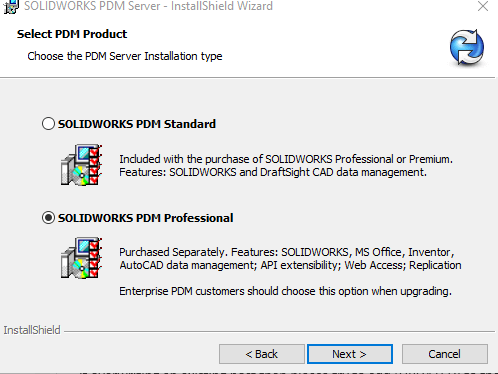 SOLIDWORKS PDM Server - InstallShield Wizard
Select PDM Product
Choose the PDM Server Installation type
SOLIDWORKS PDM Standard
Included with the purchase of SOLIDWORKS Professional or Premium.
Features: SOLIDWORKS and DraftSight CAD data management.
SOLIDWORKS PDM Professional
Purchased Separately. Features: SOLIDWORKS, MS Office, Inventor,
AutoCAD data management; API extensibility; Web Access; Replication
Enterprise PDM customers should choose this option when upgrading.
InstallShield
< Back
Next >
Cancel